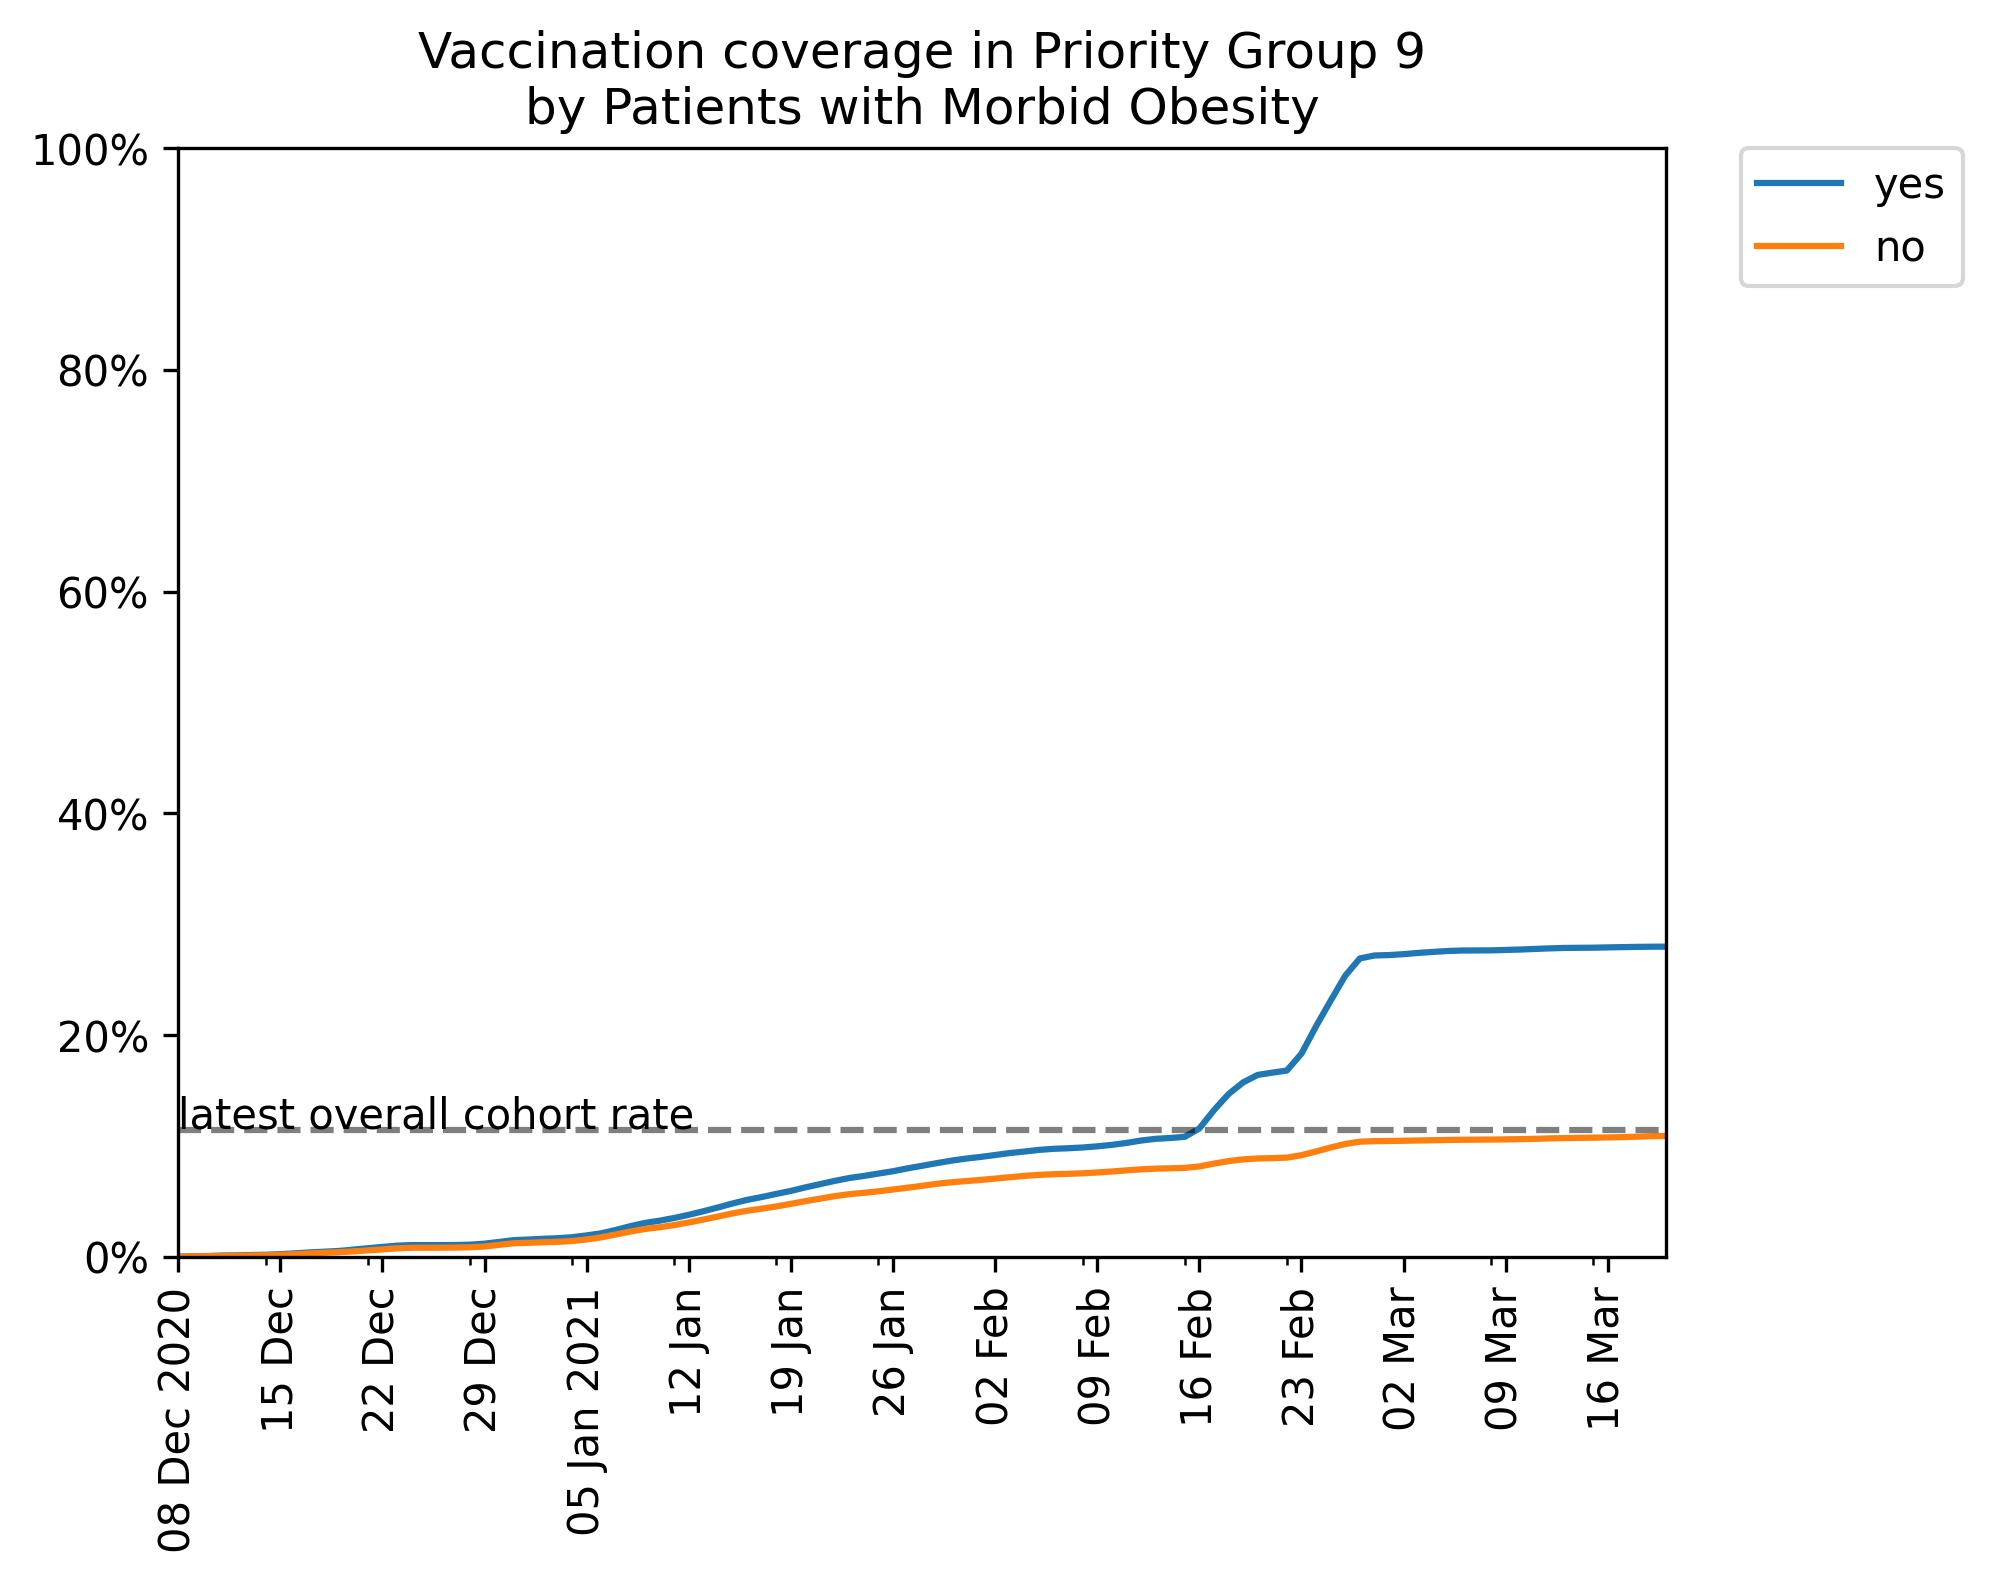 Vaccination coverage in Priority Group 9
by Patients with Morbid Obesity
100%
80%
60%
40%
20%
0%
yes
no
latest overall cohort rate
08 Dec 2020
15 Dec
22 Dec
29 Dec
05 Jan 2021
12 Jan
19 Jan
26 Jan
02 Feb
09 Feb
16 Feb
23 Feb
02 Mar
09 Mar
16 Mar